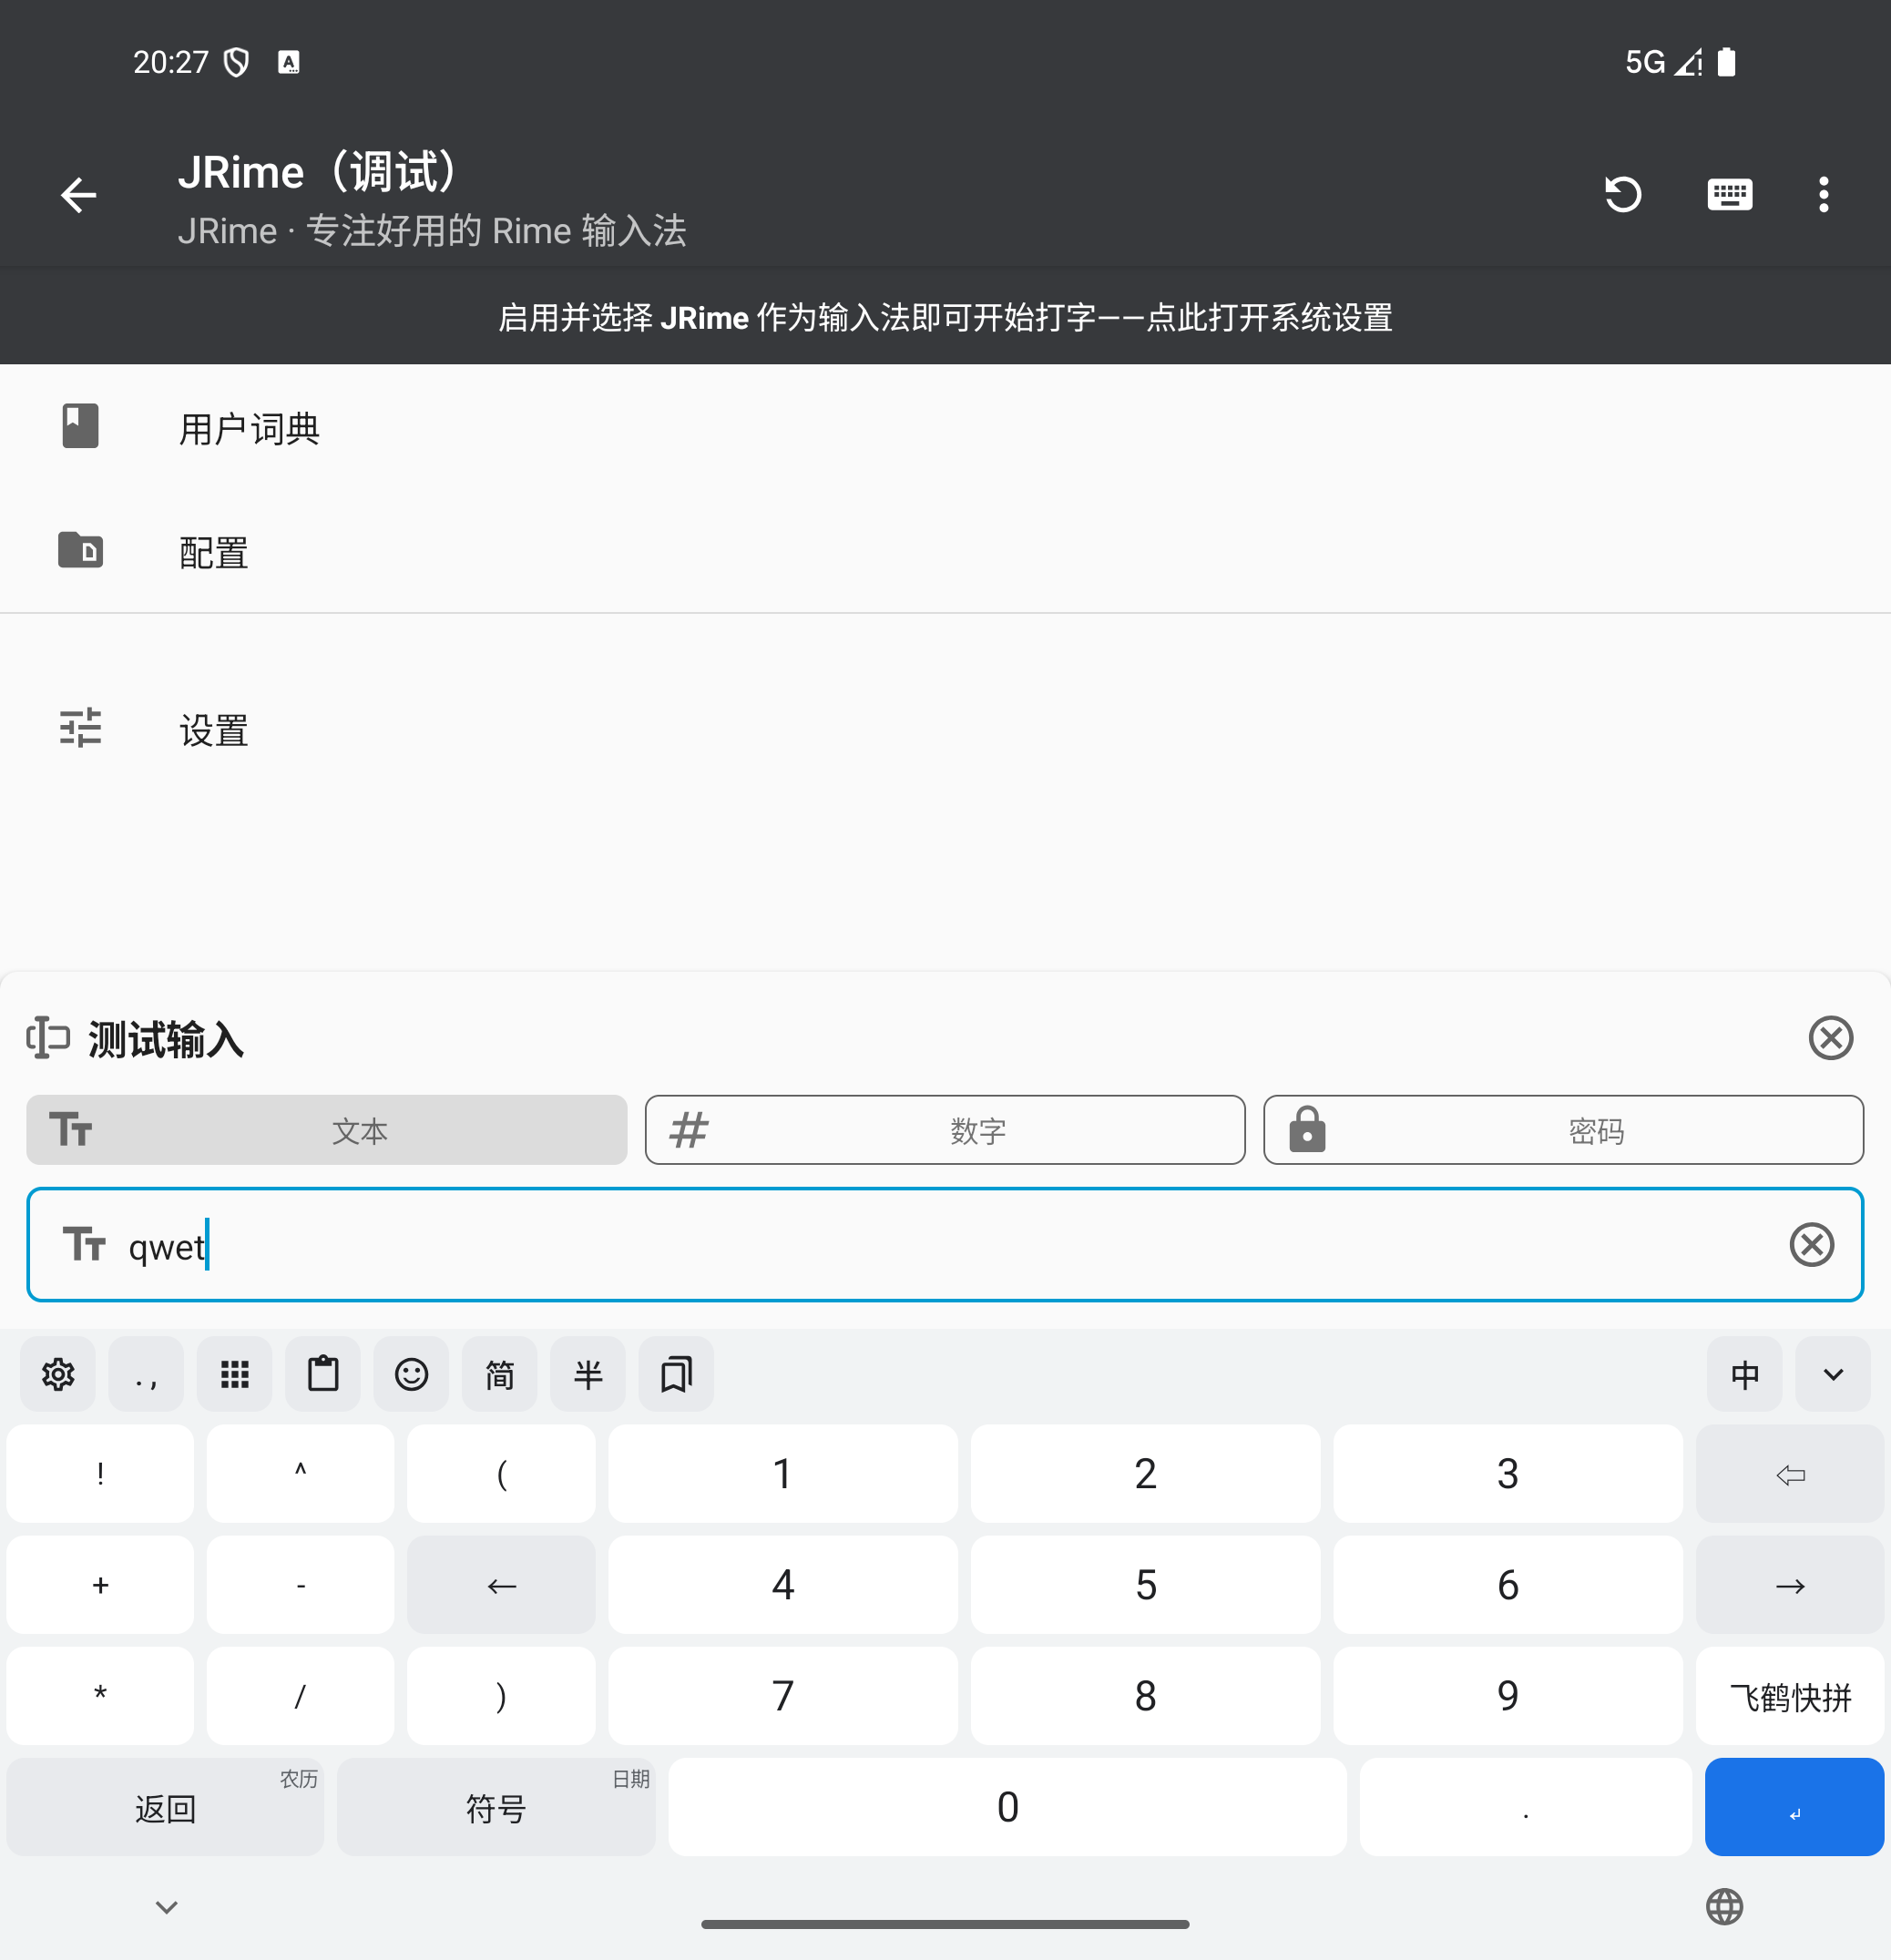 20:27
5G
JRime（调试）
JRime · 专注好用的 Rime 输入法
启用并选择 JRime 作为输入法即可开始打字——点此打开系统设置
用户词典
配置
设置
测试输入
文本 数字 密码
qwet
. , 简 半 中
! ^ ( 1 2 3 ⇦
+ - ← 4 5 6 →
* / ) 7 8 9 飞鹤快拼
返回 农历 符号 日期 0 . ↵